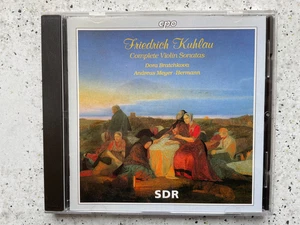 cpo
Friedrich Kuhlau
Complete Violin Sonatas
Dora Bratchkova
Andreas Meyer-Hermann
SDR